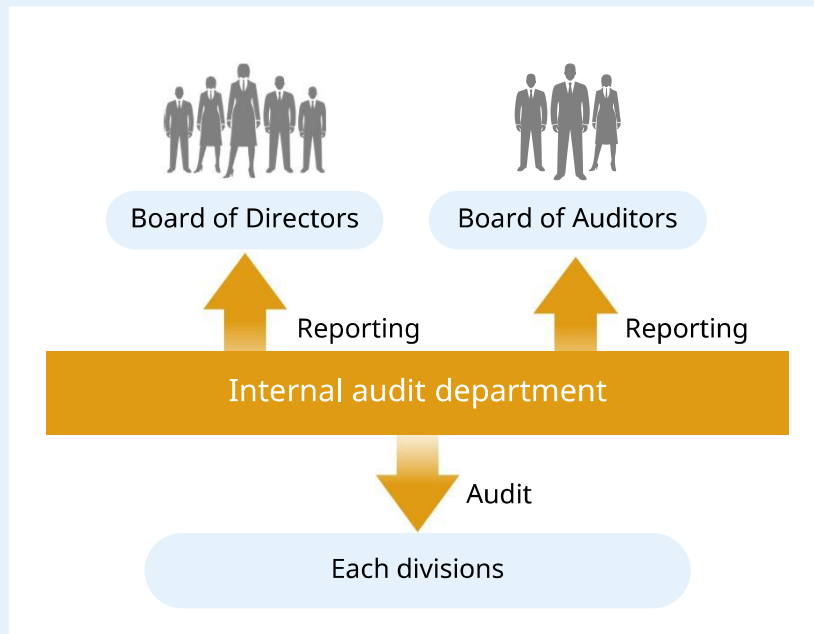 Board of Directors
Board of Auditors
Reporting
Reporting
Internal audit department
Audit
Each divisions